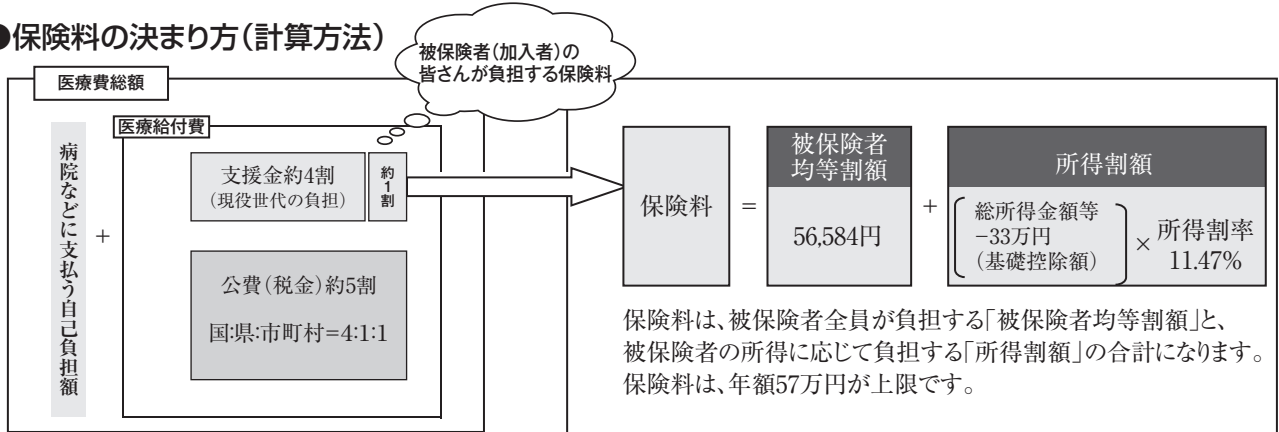 ●保険料の決まり方(計算方法)
被保険者(加入者)の
皆さんが負担する保険料
医療費総額
病院などに支払う自己負担額
+
医療給付費
支援金約4割
(現役世代の負担)
約1割
公費(税金)約5割
国:県:市町村=4:1:1
保険料
=
被保険者
均等割額
56,584円
+
所得割額
総所得金額等
−33万円
(基礎控除額)
×
所得割率
11.47%
保険料は、被保険者全員が負担する「被保険者均等割額」と、
被保険者の所得に応じて負担する「所得割額」の合計になります。
保険料は、年額57万円が上限です。